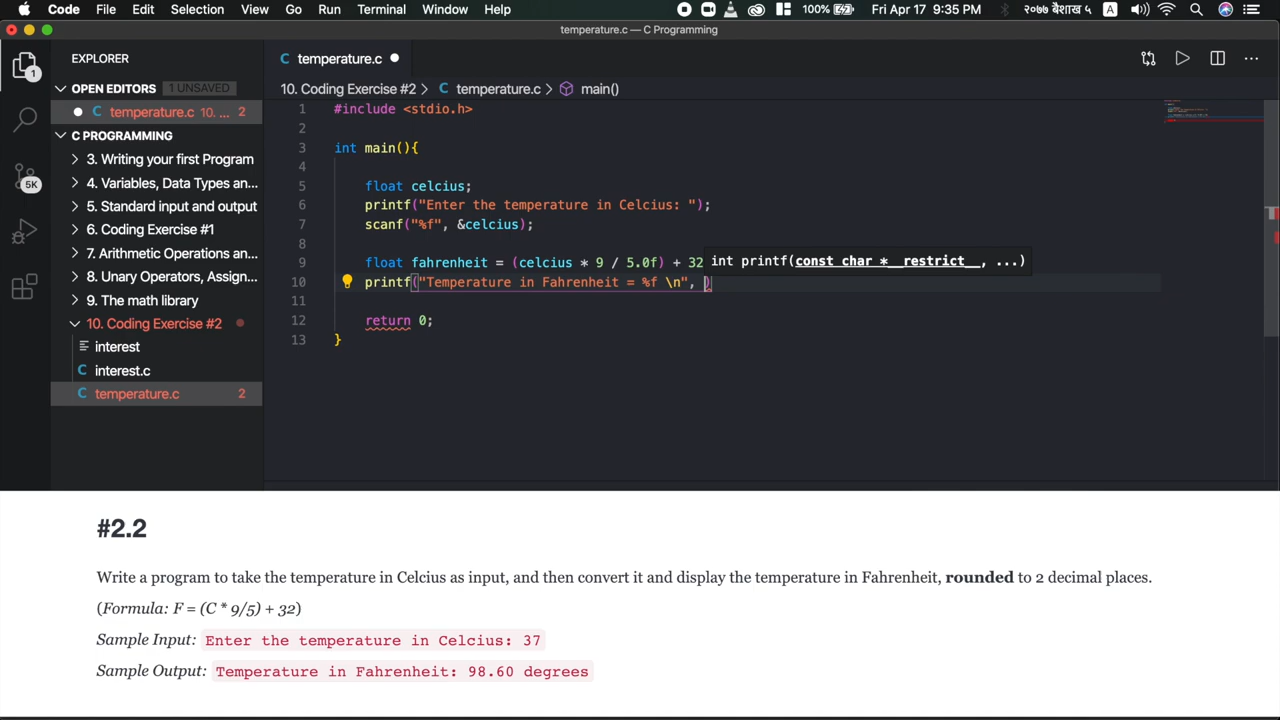 Code File Edit Selection View Go Run Terminal Window Help 100% Fri Apr 17 9:35 PM २०७७ बैशाख ५ A
temperature.c — C Programming
EXPLORER
OPEN EDITORS 1 UNSAVED
temperature.c 10. ... 2
C PROGRAMMING
3. Writing your first Program
4. Variables, Data Types an...
5. Standard input and output
6. Coding Exercise #1
7. Arithmetic Operations an...
8. Unary Operators, Assign...
9. The math library
10. Coding Exercise #2
interest
C interest.c
C temperature.c 2
1
5K
C temperature.c
10. Coding Exercise #2 > C temperature.c > main()
1 #include <stdio.h>
2
3 int main(){
4
5 float celcius;
6 printf("Enter the temperature in Celcius: ");
7 scanf("%f", &celcius);
8
9 float fahrenheit = (celcius * 9 / 5.0f) + 32
int printf(const char *__restrict__, ...)
10 printf("Temperature in Fahrenheit = %f \n", )
11
12 return 0;
13 }
#2.2
Write a program to take the temperature in Celcius as input, and then convert it and display the temperature in Fahrenheit, rounded to 2 decimal places.
(Formula: F = (C * 9/5) + 32)
Sample Input: Enter the temperature in Celcius: 37
Sample Output: Temperature in Fahrenheit: 98.60 degrees